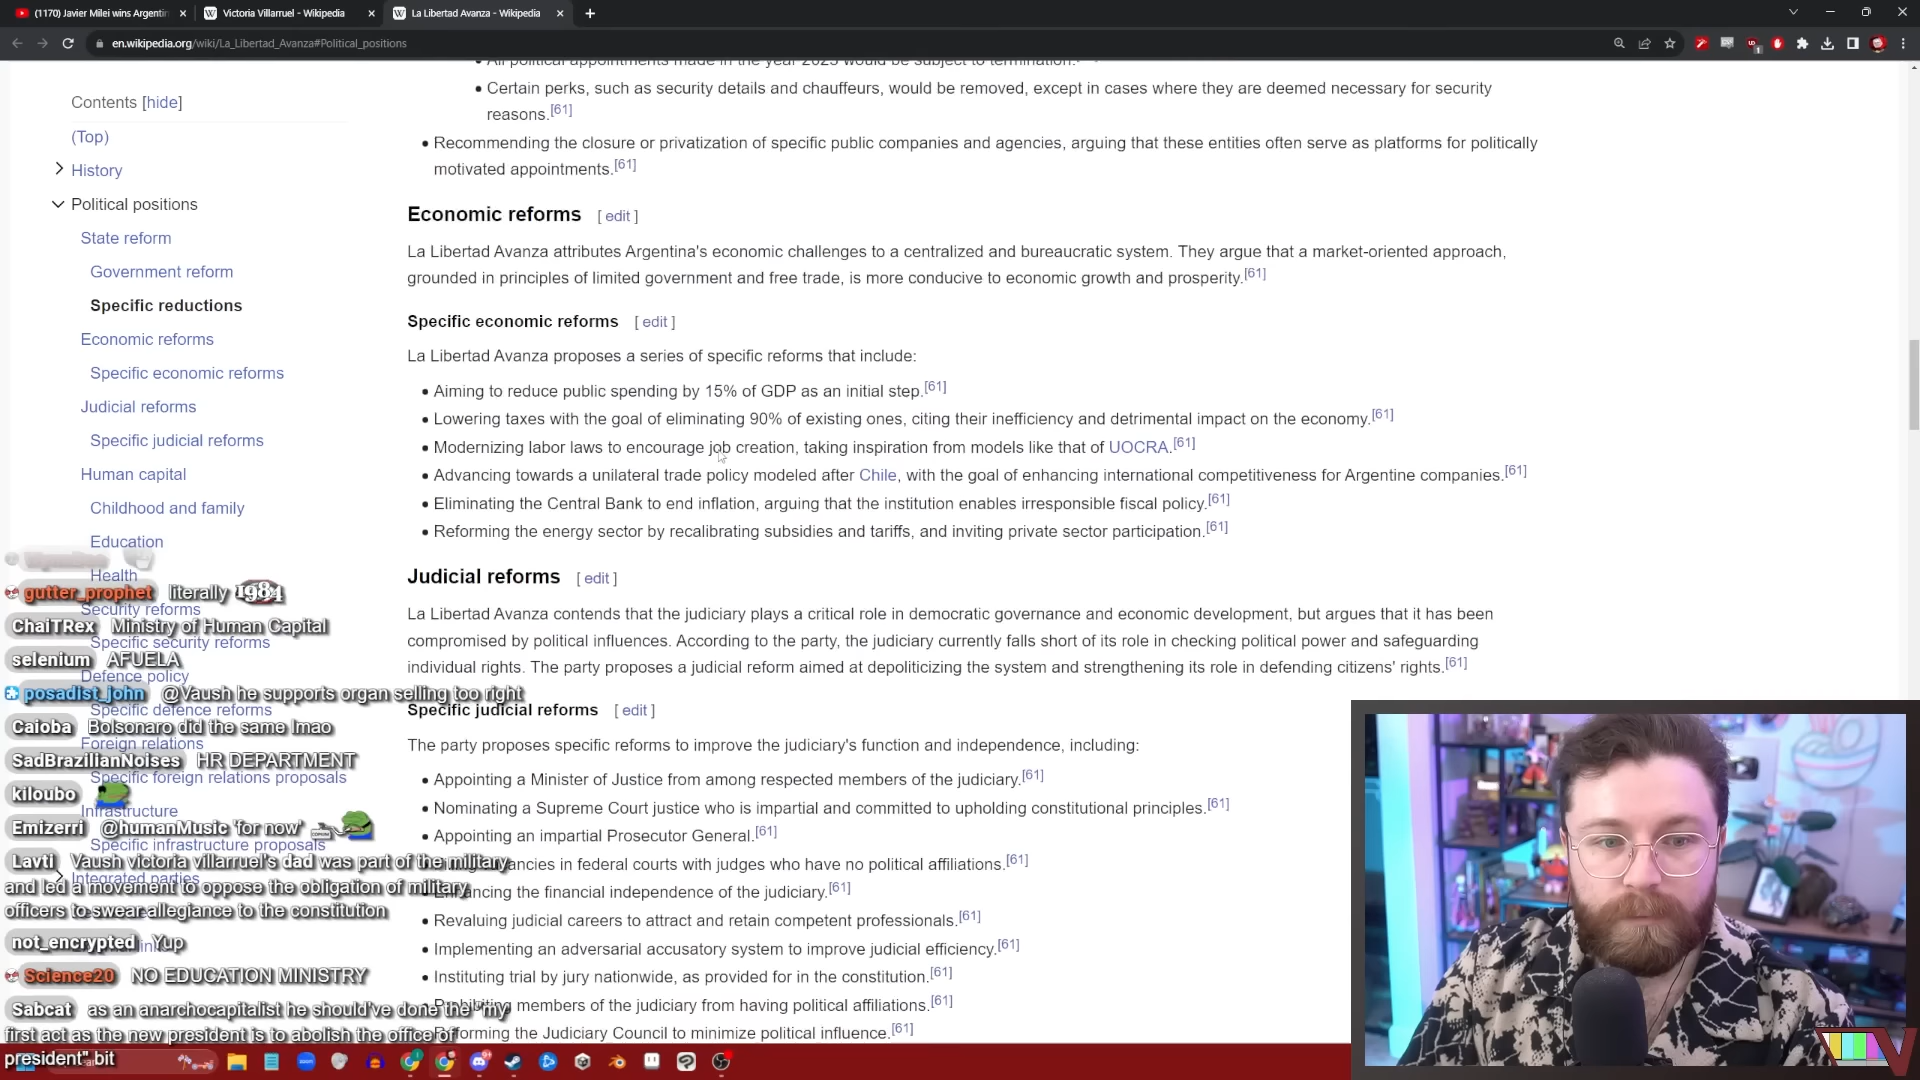 (1170) Javier Milei wins Argentin
Victoria Villarruel - Wikipedia
La Libertad Avanza - Wikipedia
en.wikipedia.org/wiki/La_Libertad_Avanza#Political_positions
Contents [hide]
(Top)
History
Political positions
State reform
Government reform
Specific reductions
Economic reforms
Specific economic reforms
Judicial reforms
Specific judicial reforms
Human capital
Childhood and family
Education
Health
Security reforms
Specific security reforms
Defence policy
Specific defence reforms
Foreign relations
Specific foreign relations proposals
Infrastructure
Specific infrastructure proposals
Integrated parties
All political appointments made in the year 2023 would be subject to termination.
Certain perks, such as security details and chauffeurs, would be removed, except in cases where they are deemed necessary for security
reasons.[61]
Recommending the closure or privatization of specific public companies and agencies, arguing that these entities often serve as platforms for politically
motivated appointments.[61]
Economic reforms [ edit ]
La Libertad Avanza attributes Argentina's economic challenges to a centralized and bureaucratic system. They argue that a market-oriented approach,
grounded in principles of limited government and free trade, is more conducive to economic growth and prosperity.[61]
Specific economic reforms [ edit ]
La Libertad Avanza proposes a series of specific reforms that include:
Aiming to reduce public spending by 15% of GDP as an initial step.[61]
Lowering taxes with the goal of eliminating 90% of existing ones, citing their inefficiency and detrimental impact on the economy.[61]
Modernizing labor laws to encourage job creation, taking inspiration from models like that of UOCRA.[61]
Advancing towards a unilateral trade policy modeled after Chile, with the goal of enhancing international competitiveness for Argentine companies.[61]
Eliminating the Central Bank to end inflation, arguing that the institution enables irresponsible fiscal policy.[61]
Reforming the energy sector by recalibrating subsidies and tariffs, and inviting private sector participation.[61]
Judicial reforms [ edit ]
La Libertad Avanza contends that the judiciary plays a critical role in democratic governance and economic development, but argues that it has been
compromised by political influences. According to the party, the judiciary currently falls short of its role in checking political power and safeguarding
individual rights. The party proposes a judicial reform aimed at depoliticizing the system and strengthening its role in defending citizens' rights.[61]
Specific judicial reforms [ edit ]
The party proposes specific reforms to improve the judiciary's function and independence, including:
Appointing a Minister of Justice from among respected members of the judiciary.[61]
Nominating a Supreme Court justice who is impartial and committed to upholding constitutional principles.[61]
Appointing an impartial Prosecutor General.[61]
in federal courts with judges who have no political affiliations.[61]
Enhancing the financial independence of the judiciary.[61]
Revaluing judicial careers to attract and retain competent professionals.[61]
Implementing an adversarial accusatory system to improve judicial efficiency.[61]
Instituting trial by jury nationwide, as provided for in the constitution.[61]
Prohibiting members of the judiciary from having political affiliations.[61]
Reforming the Judiciary Council to minimize political influence.[61]
gutter_prophet literally 1984
ChaiTRex Ministry of Human Capital
selenium AFUELA
posadist_john @Vaush he supports organ selling too right
Caioba Bolsonaro did the same lmao
SadBrazilianNoises HR DEPARTMENT
kiloubo
Emizerri @humanMusic 'for now'
Lavti Vaush victoria villarruel's dad was part of the military
and led a movement to oppose the obligation of military
officers to swear allegiance to the constitution
not_encrypted Yup
Science20 NO EDUCATION MINISTRY
Sabcat as an anarchocapitalist he should've done the "my
first act as the new president is to abolish the office of
president" bit